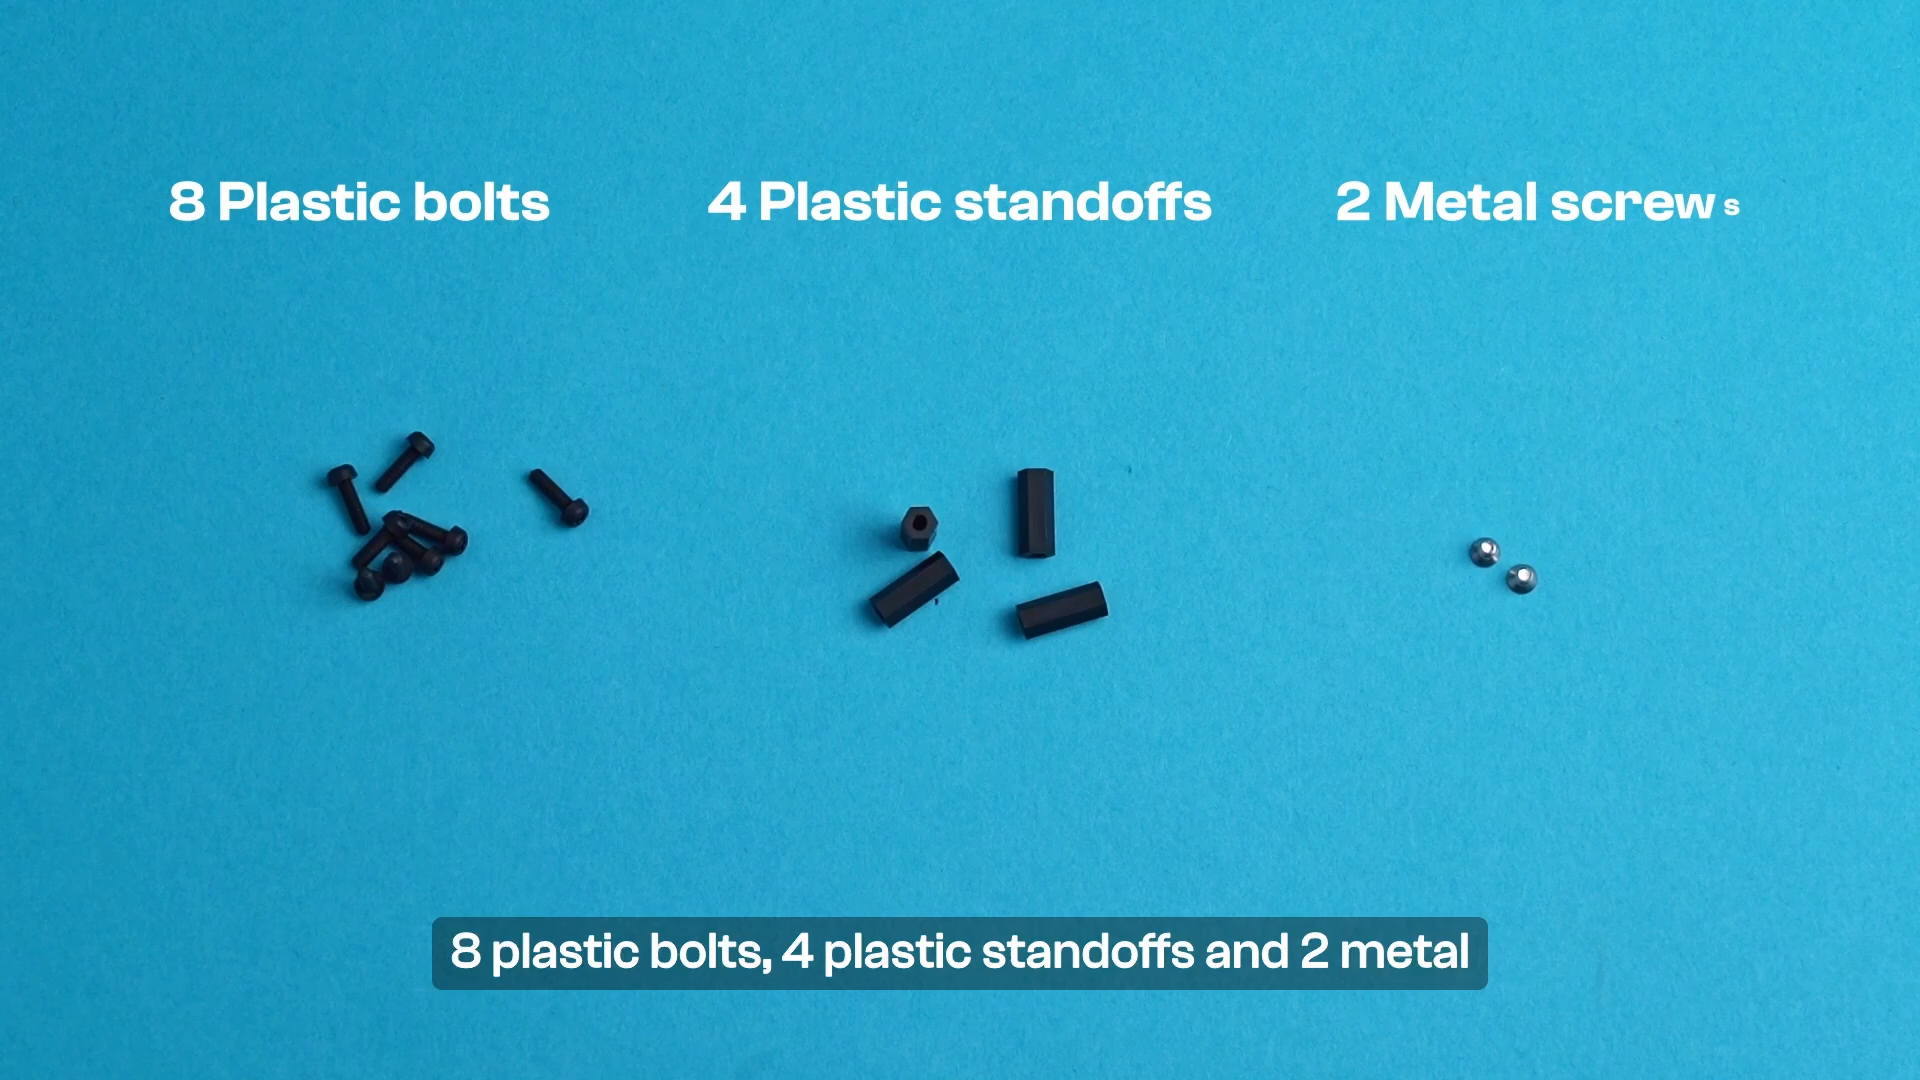 8 Plastic bolts
4 Plastic standoffs
2 Metal screws
8 plastic bolts, 4 plastic standoffs and 2 metal